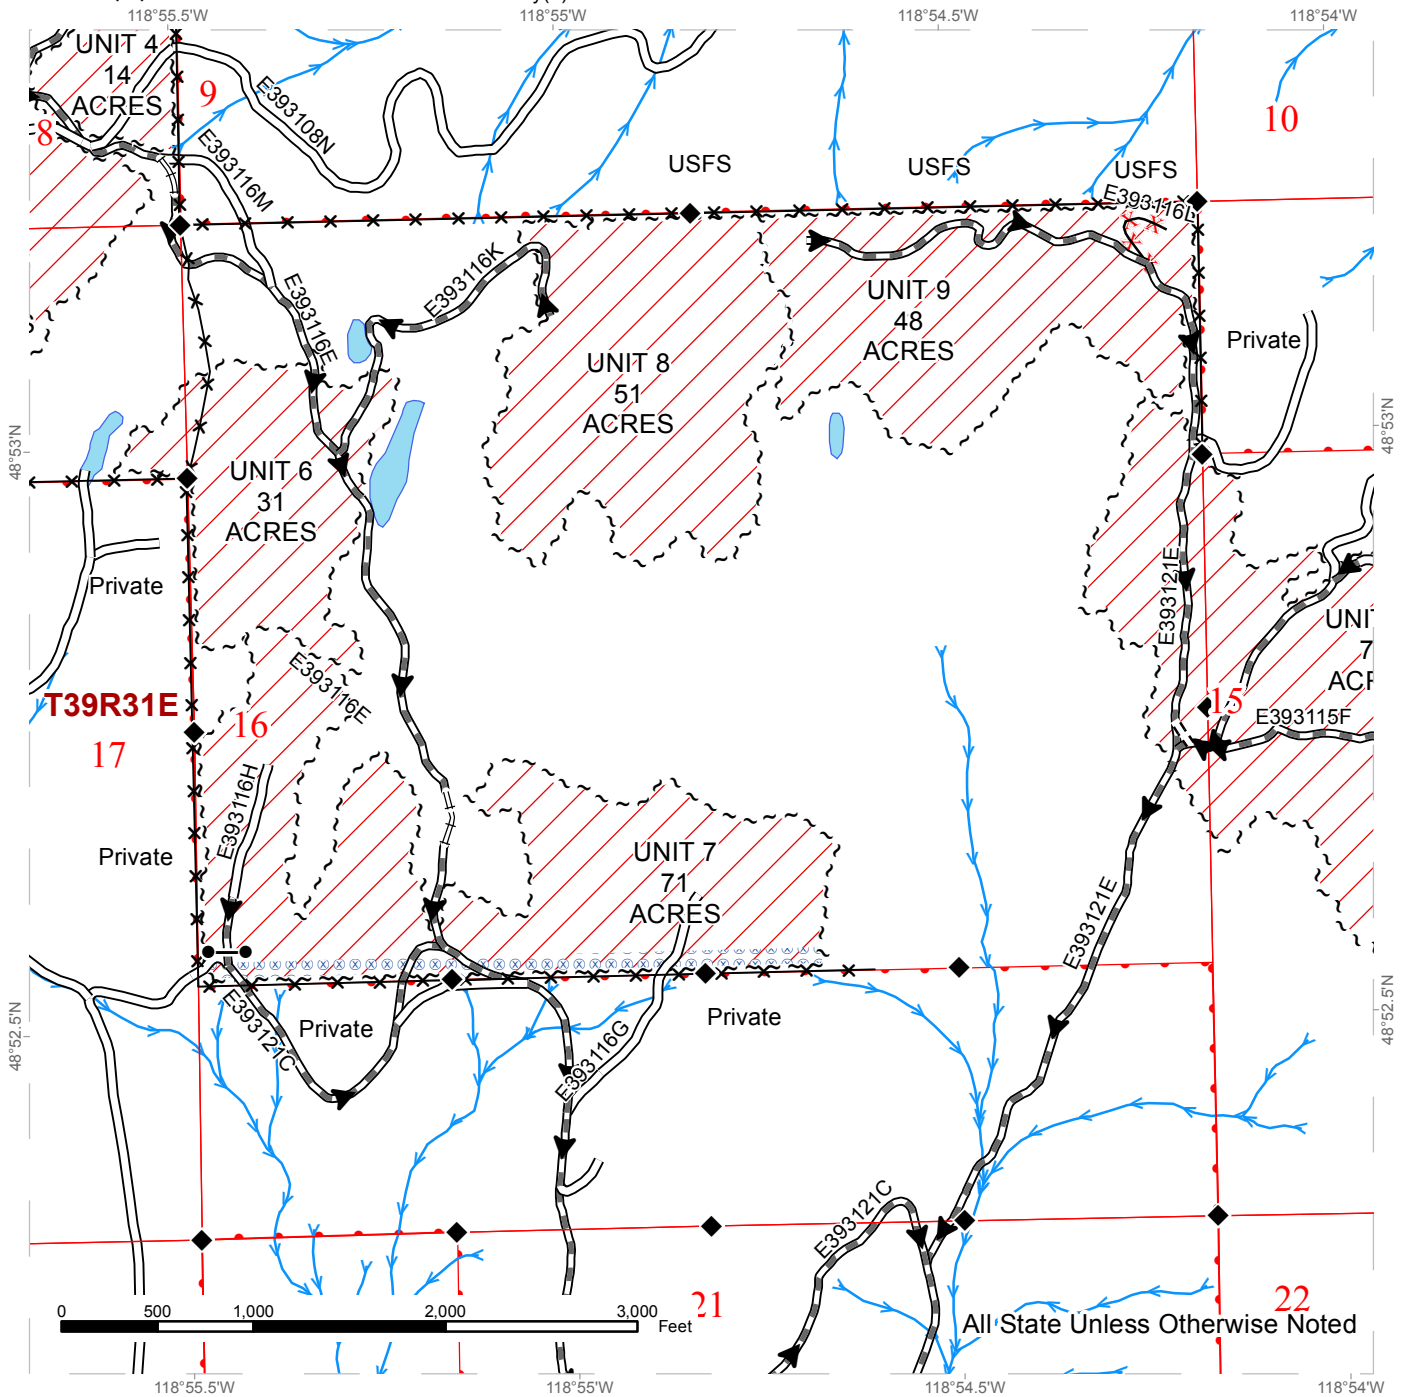 118°55.5'W
118°55'W
118°54.5'W
118°54'W
UNIT 4
14
ACRES
9
10
8
E393108N
E393116M
USFS
USFS
USFS
E393116L
E393116K
E393116E
UNIT 9
48
ACRES
Private
UNIT 8
51
ACRES
48°53'N
48°53'N
UNIT 6
31
ACRES
Private
E393121E
E393116E
T39R31E
16
17
15
E393115F
E393116H
Private
UNIT 7
71
ACRES
E393121E
E393121C
Private
Private
E393116G
48°52.5'N
48°52.5'N
E393121C
0
500
1,000
2,000
3,000
Feet
21
22
All State Unless Otherwise Noted
118°55.5'W
118°55'W
118°54.5'W
118°54'W